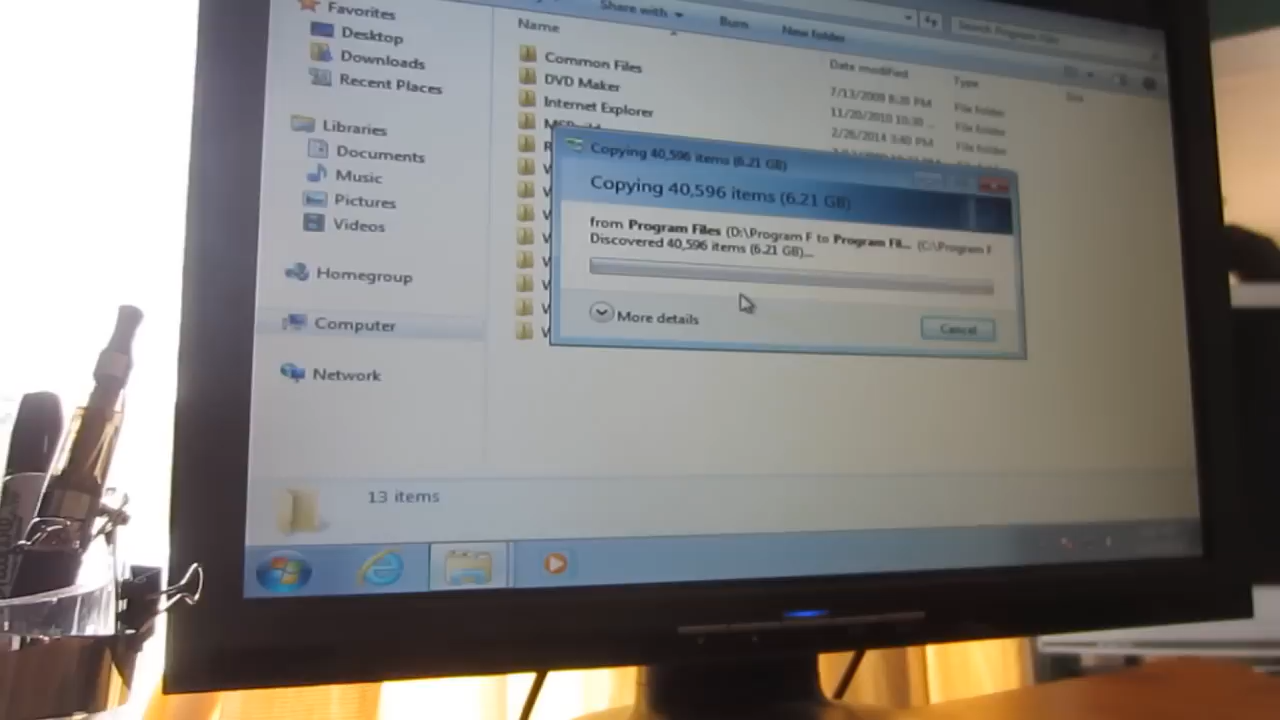 Favorites
Desktop
Downloads
Recent Places
Libraries
Documents
Music
Pictures
Videos
Homegroup
Computer
Network
Share with
Burn
New folder
Search Program Files
Name
Date modified
Type
Size
Common Files
7/13/2009 8:20 PM
File folder
DVD Maker
11/20/2010 10:30 ...
File folder
Internet Explorer
2/26/2014 3:40 PM
File folder
MSBuild
File folder
Copying 40,596 items (6.21 GB)
Copying 40,596 items (6.21 GB)
from Program Files (D:\Program F to Program Fil... (C:\Program F
Discovered 40,596 items (6.21 GB)...
More details
Cancel
13 items